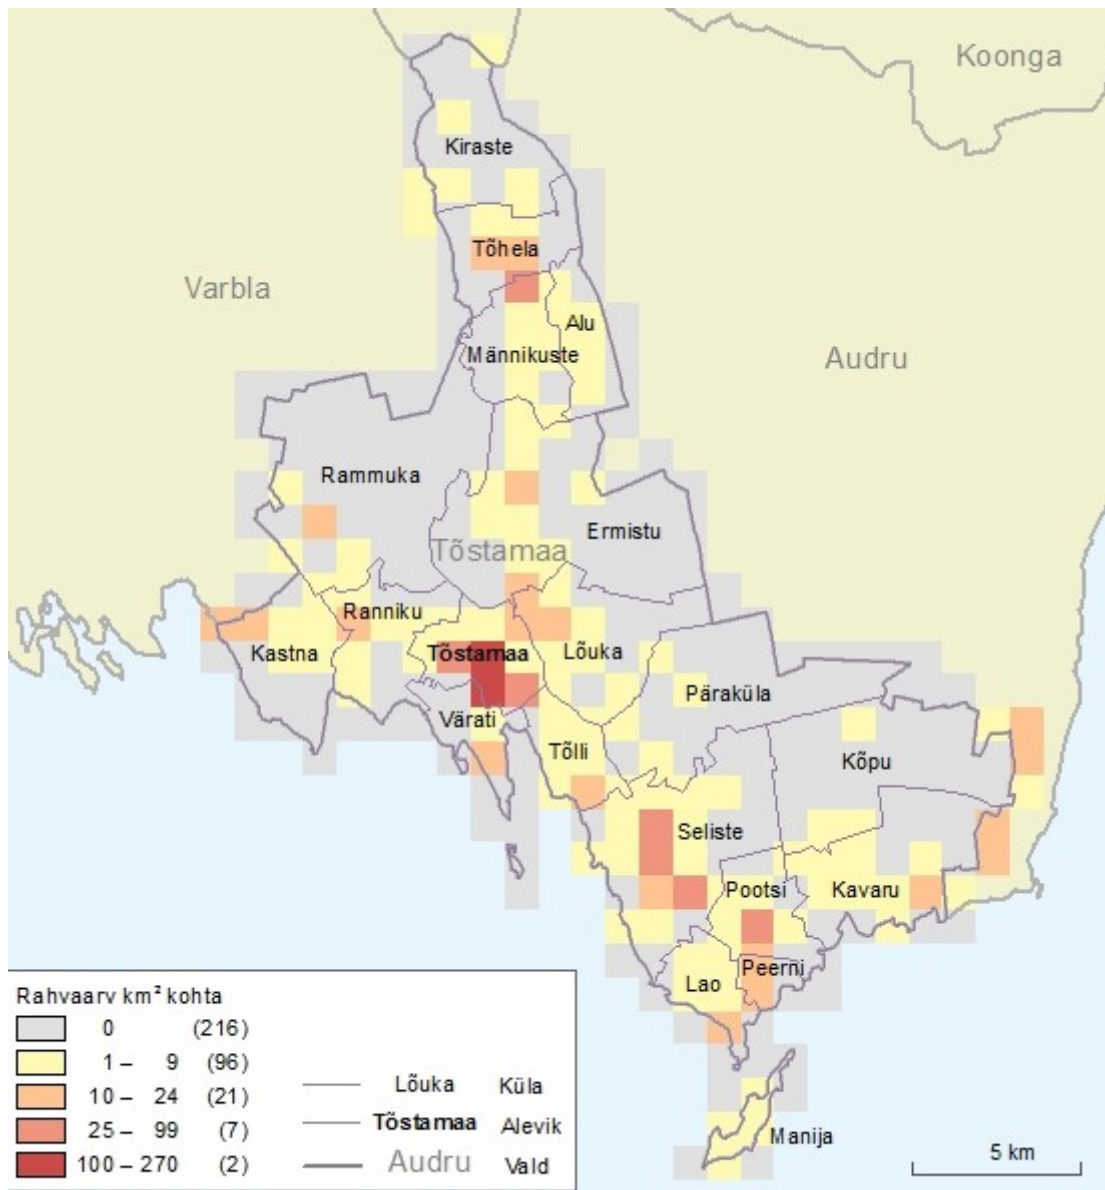 Koonga
Kiraste
Tõhela
Varbla
Alu
Männikuste
Audru
Rammuka
Ermistu
Tõstamaa
Ranniku
Kastna
Tõstamaa
Lõuka
Päraküla
Värati
Tõlli
Kõpu
Seliste
Pootsi
Kavaru
Peerni
Lao
Manija
Rahvaarv km² kohta
0 (216)
1 – 9 (96)
10 – 24 (21)
25 – 99 (7)
100 – 270 (2)
Lõuka Küla
Tõstamaa Alevik
Audru Vald
5 km